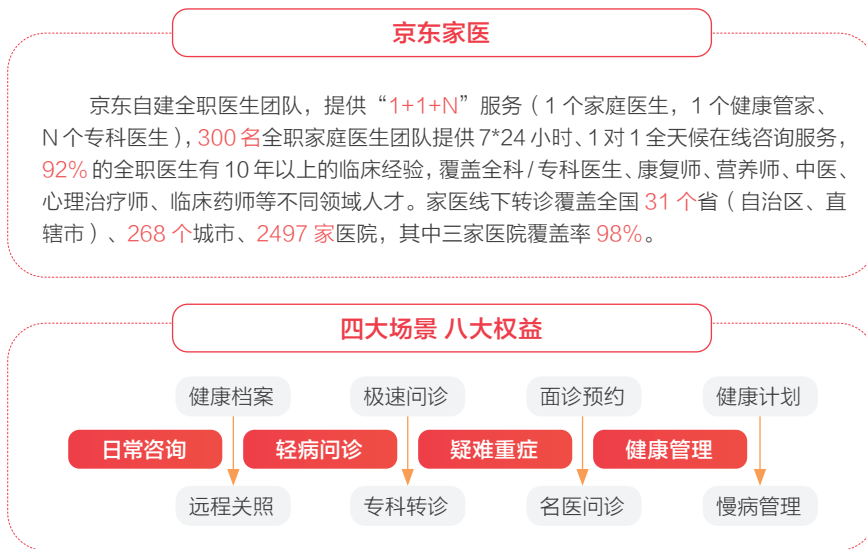 京东家医
京东自建全职医生团队，提供“1+1+N”服务（1个家庭医生，1个健康管家、
N个专科医生），300名全职家庭医生团队提供7*24小时、1对1全天候在线咨询服务，
92%的全职医生有10年以上的临床经验，覆盖全科/专科医生、康复师、营养师、中医、
心理治疗师、临床药师等不同领域人才。家医线下转诊覆盖全国31个省（自治区、直
辖市）、268个城市、2497家医院，其中三家医院覆盖率98%。
四大场景 八大权益
健康档案 极速问诊 面诊预约 健康计划
日常咨询 轻病问诊 疑难重症 健康管理
远程关照 专科转诊 名医问诊 慢病管理